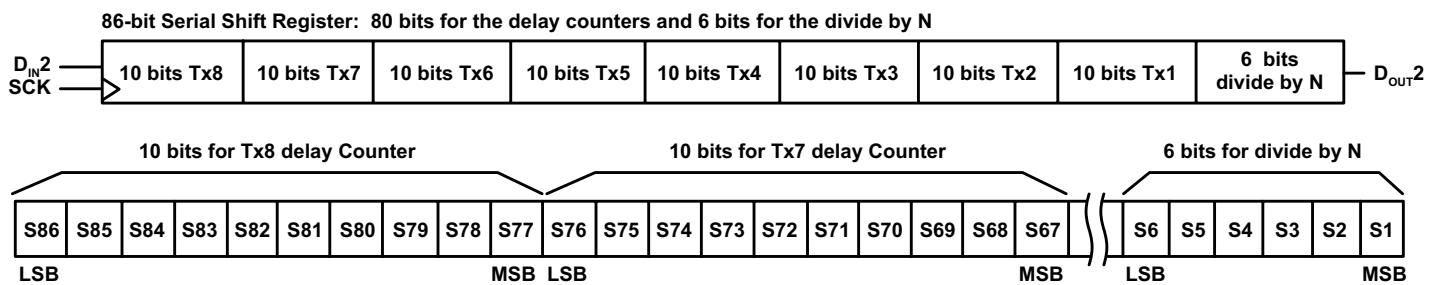 86-bit Serial Shift Register: 80 bits for the delay counters and 6 bits for the divide by N
DIN2
SCK
10 bits Tx8
10 bits Tx7
10 bits Tx6
10 bits Tx5
10 bits Tx4
10 bits Tx3
10 bits Tx2
10 bits Tx1
6 bits
divide by N
DOUT2
10 bits for Tx8 delay Counter
10 bits for Tx7 delay Counter
6 bits for divide by N
S86 S85 S84 S83 S82 S81 S80 S79 S78 S77 S76 S75 S74 S73 S72 S71 S70 S69 S68 S67 S6 S5 S4 S3 S2 S1
LSB MSB LSB MSB LSB MSB